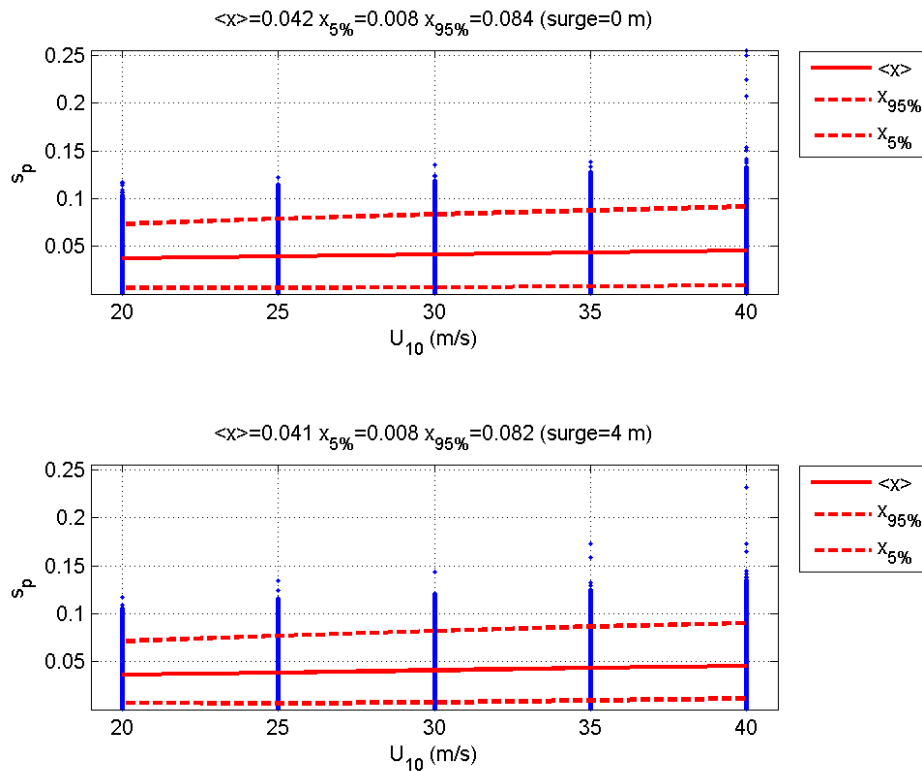 <x>=0.042 x5%=0.008 x95%=0.084 (surge=0 m)
0.25
0.2
0.15
0.1
0.05
sp
20 25 30 35 40
U10 (m/s)
<x>
x95%
x5%
<x>=0.041 x5%=0.008 x95%=0.082 (surge=4 m)
0.25
0.2
0.15
0.1
0.05
sp
20 25 30 35 40
U10 (m/s)
<x>
x95%
x5%